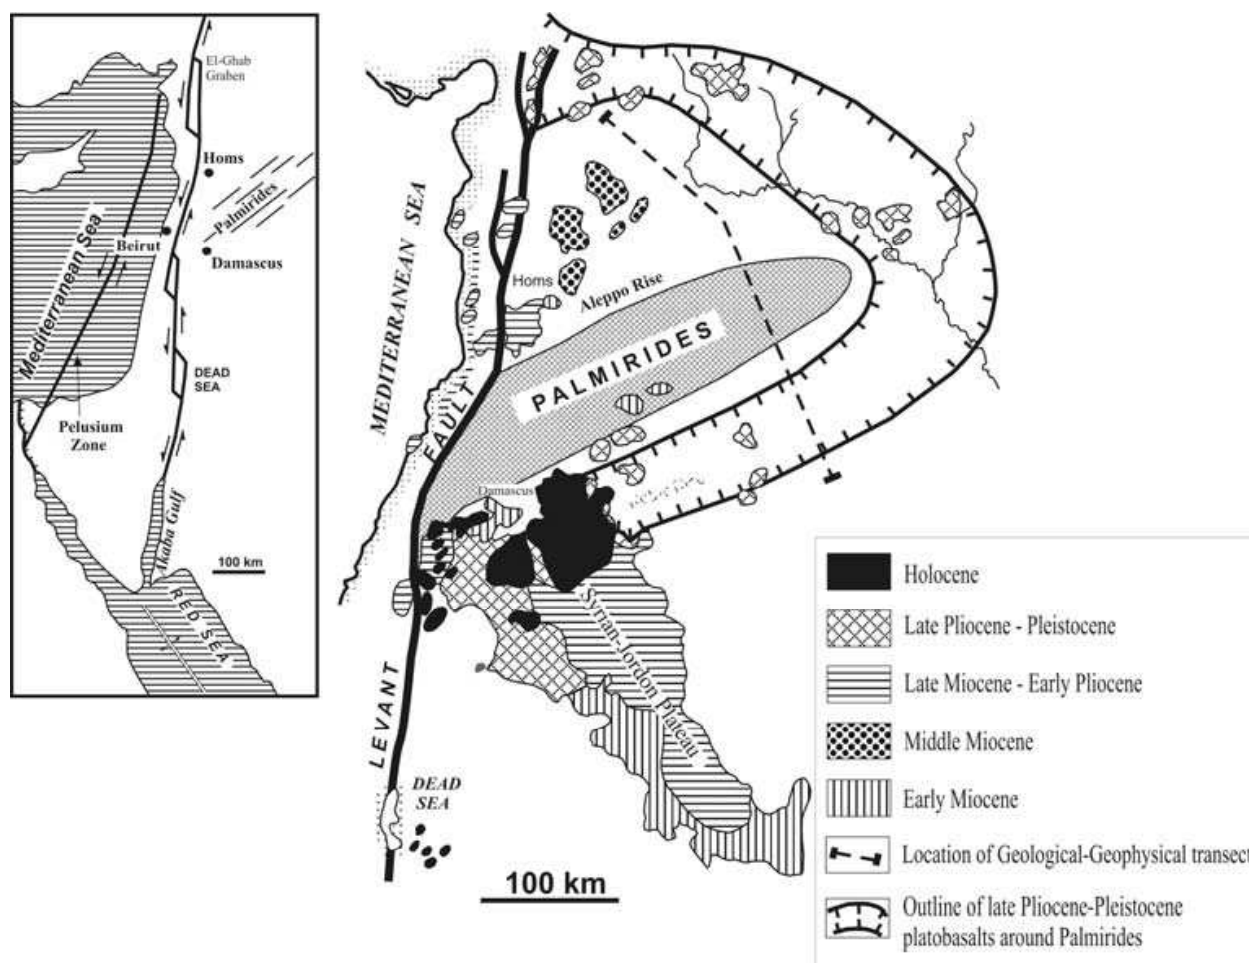 El-Ghab
Graben
Homs
Palmirides
Beirut
Damascus
Mediterranean Sea
DEAD
SEA
Pelusium
Zone
Akaba Gulf
100 km
RED SEA
MEDITERRANEAN SEA
Homs
Aleppo Rise
PALMIRIDES
FAULT
Damascus
Syrian-Jordon Plateau
LEVANT
DEAD
SEA
100 km
Holocene
Late Pliocene - Pleistocene
Late Miocene - Early Pliocene
Middle Miocene
Early Miocene
Location of Geological-Geophysical transect
Outline of late Pliocene-Pleistocene
platobasalts around Palmirides